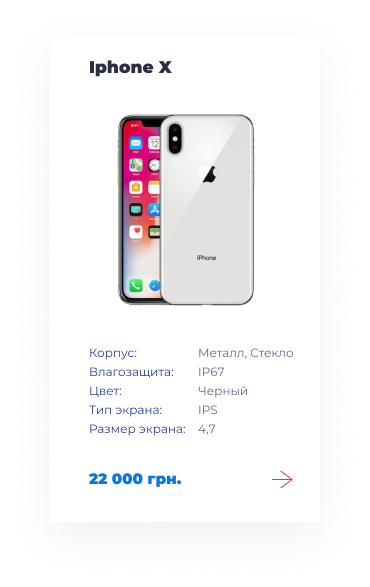 Iphone X
iPhone
Корпус: Металл, Стекло
Влагозащита: IP67
Цвет: Черный
Тип экрана: IPS
Размер экрана: 4,7
22 000 грн.